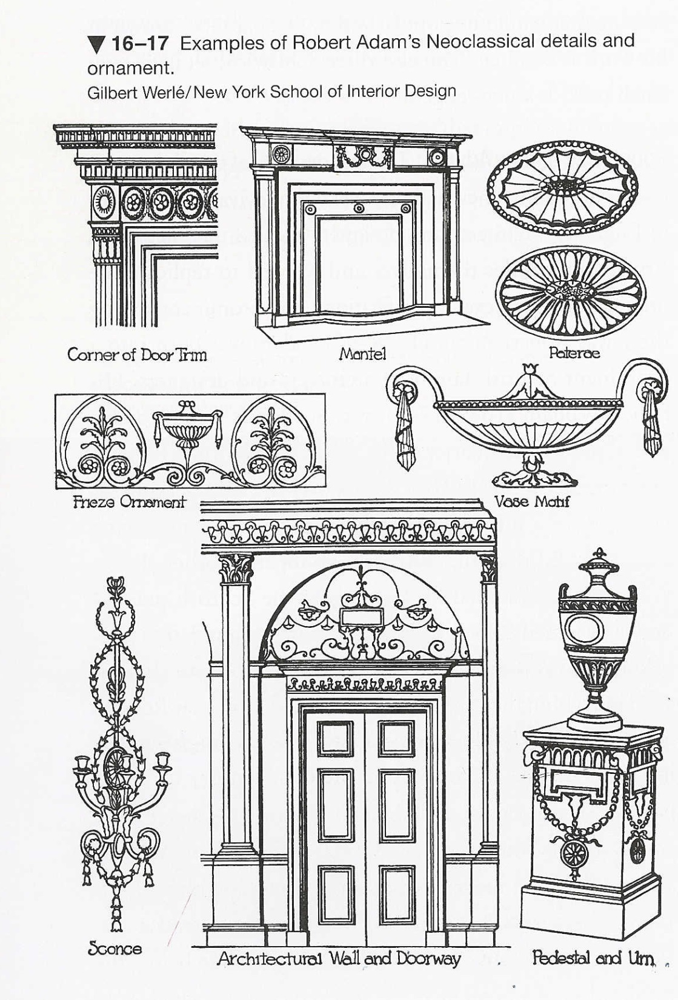 ▼ 16–17 Examples of Robert Adam's Neoclassical details and
ornament.
Gilbert Werlé/New York School of Interior Design
Corner of Door Trim
Mantel
Paterae
Frieze Ornament
Vase Motif
Sconce
Architectural Wall and Doorway
Pedestal and Urn